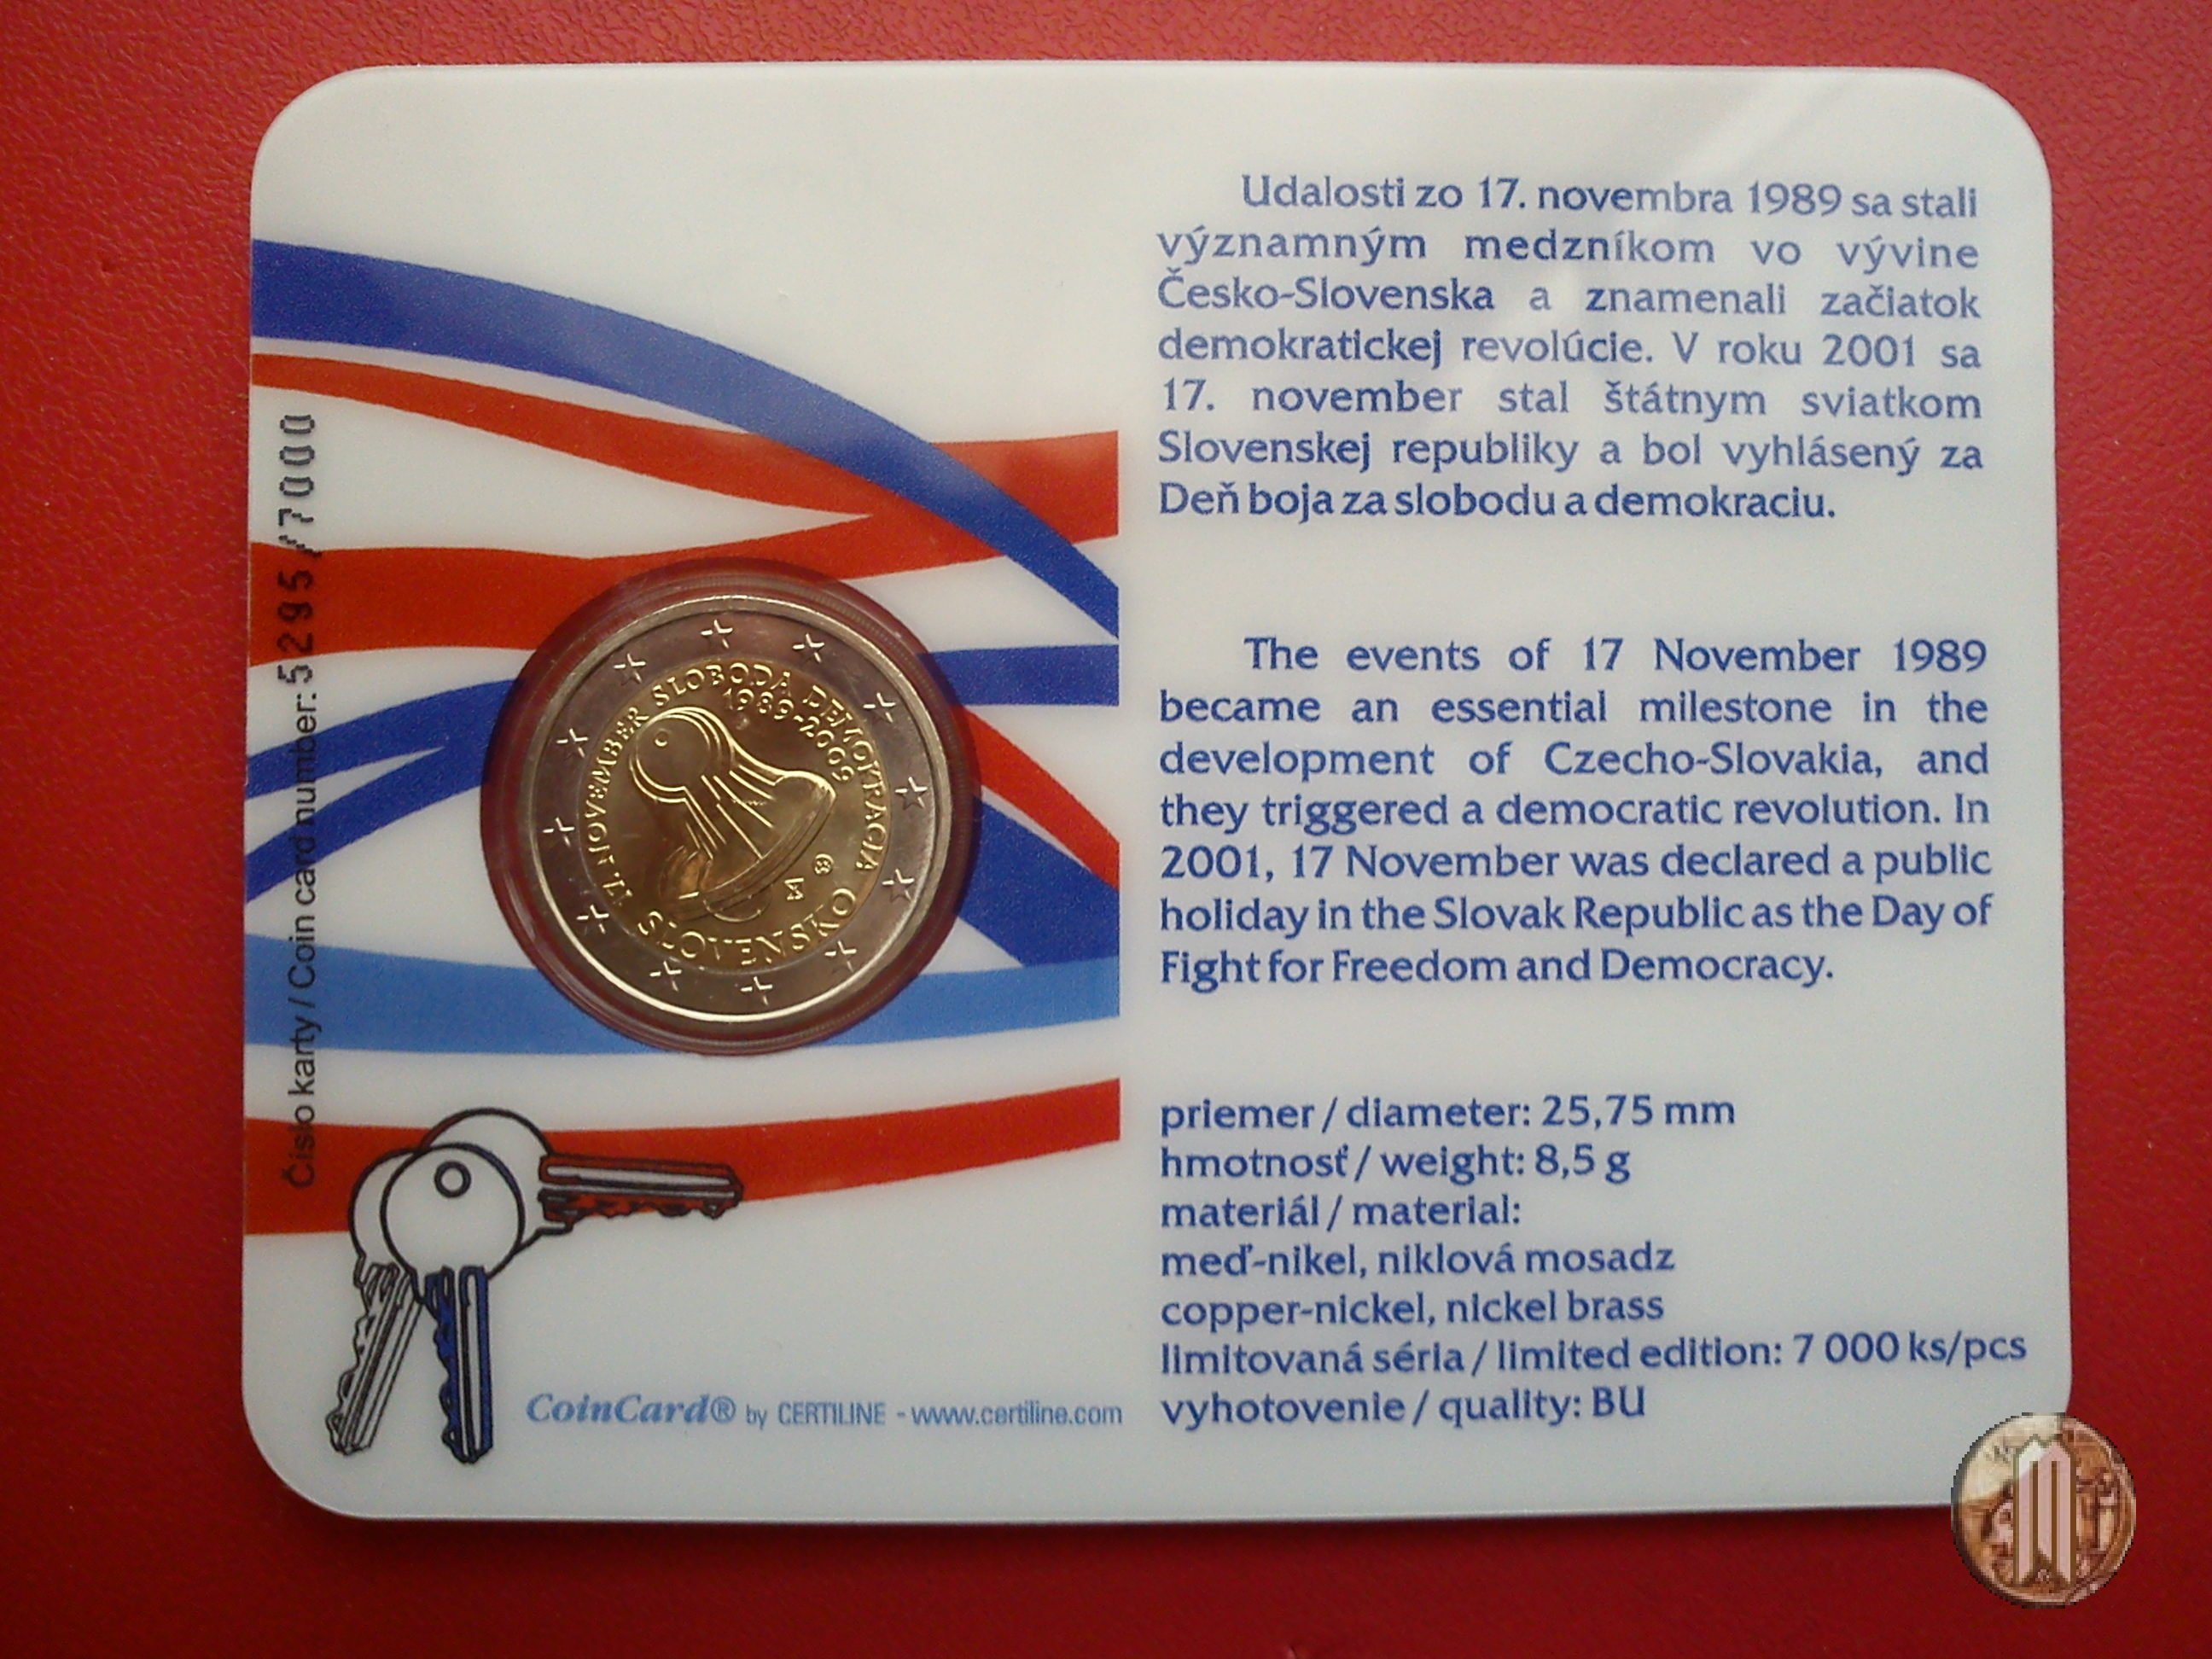 Udalosti zo 17. novembra 1989 sa stali
významným medzníkom vo vývine
Česko-Slovenska a znamenali začiatok
demokratickej revolúcie. V roku 2001 sa
17. november stal štátnym sviatkom
Slovenskej republiky a bol vyhlásený za
Deň boja za slobodu a demokraciu.
The events of 17 November 1989
became an essential milestone in the
development of Czecho-Slovakia, and
they triggered a democratic revolution. In
2001, 17 November was declared a public
holiday in the Slovak Republic as the Day of
Fight for Freedom and Democracy.
priemer / diameter: 25,75 mm
hmotnosť / weight: 8,5 g
materiál / material:
meď-nikel, niklová mosadz
copper-nickel, nickel brass
limitovaná séria / limited edition: 7 000 ks/pcs
vyhotovenie / quality: BU
Číslo karty / Coin card number: 5295/7000
17. NOVEMBER SLOBODA DEMOKRACIA
1989-2009
SLOVENSKO
CoinCard® by CERTILINE - www.certiline.com